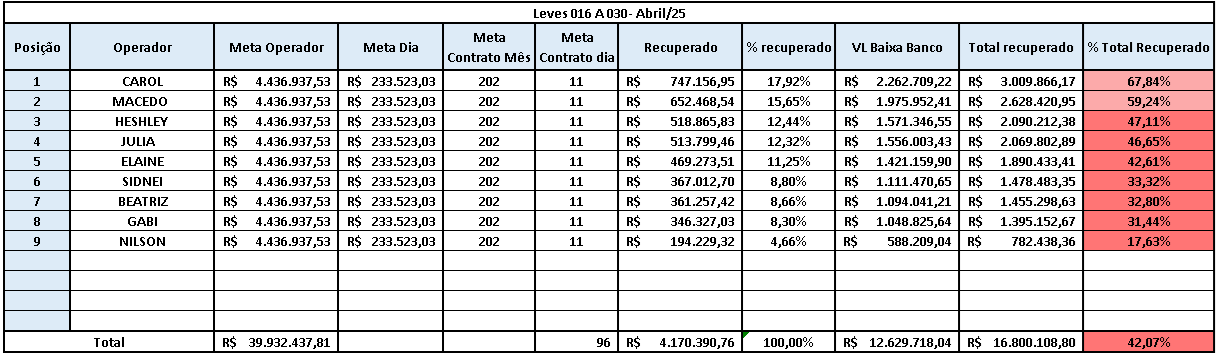 Leves 016 A 030- Abril/25
Posição Operador Meta Operador Meta Dia Meta Contrato Mês Meta Contrato dia Recuperado % recuperado VL Baixa Banco Total recuperado % Total Recuperado
1 CAROL R$ 4.436.937,53 R$ 233.523,03 202 11 R$ 747.156,95 17,92% R$ 2.262.709,22 R$ 3.009.866,17 67,84%
2 MACEDO R$ 4.436.937,53 R$ 233.523,03 202 11 R$ 652.468,54 15,65% R$ 1.975.952,41 R$ 2.628.420,95 59,24%
3 HESHLEY R$ 4.436.937,53 R$ 233.523,03 202 11 R$ 518.865,83 12,44% R$ 1.571.346,55 R$ 2.090.212,38 47,11%
4 JULIA R$ 4.436.937,53 R$ 233.523,03 202 11 R$ 513.799,46 12,32% R$ 1.556.003,43 R$ 2.069.802,89 46,65%
5 ELAINE R$ 4.436.937,53 R$ 233.523,03 202 11 R$ 469.273,51 11,25% R$ 1.421.159,90 R$ 1.890.433,41 42,61%
6 SIDNEI R$ 4.436.937,53 R$ 233.523,03 202 11 R$ 367.012,70 8,80% R$ 1.111.470,65 R$ 1.478.483,35 33,32%
7 BEATRIZ R$ 4.436.937,53 R$ 233.523,03 202 11 R$ 361.257,42 8,66% R$ 1.094.041,21 R$ 1.455.298,63 32,80%
8 GABI R$ 4.436.937,53 R$ 233.523,03 202 11 R$ 346.327,03 8,30% R$ 1.048.825,64 R$ 1.395.152,67 31,44%
9 NILSON R$ 4.436.937,53 R$ 233.523,03 202 11 R$ 194.229,32 4,66% R$ 588.209,04 R$ 782.438,36 17,63%
Total R$ 39.932.437,81 96 R$ 4.170.390,76 100,00% R$ 12.629.718,04 R$ 16.800.108,80 42,07%